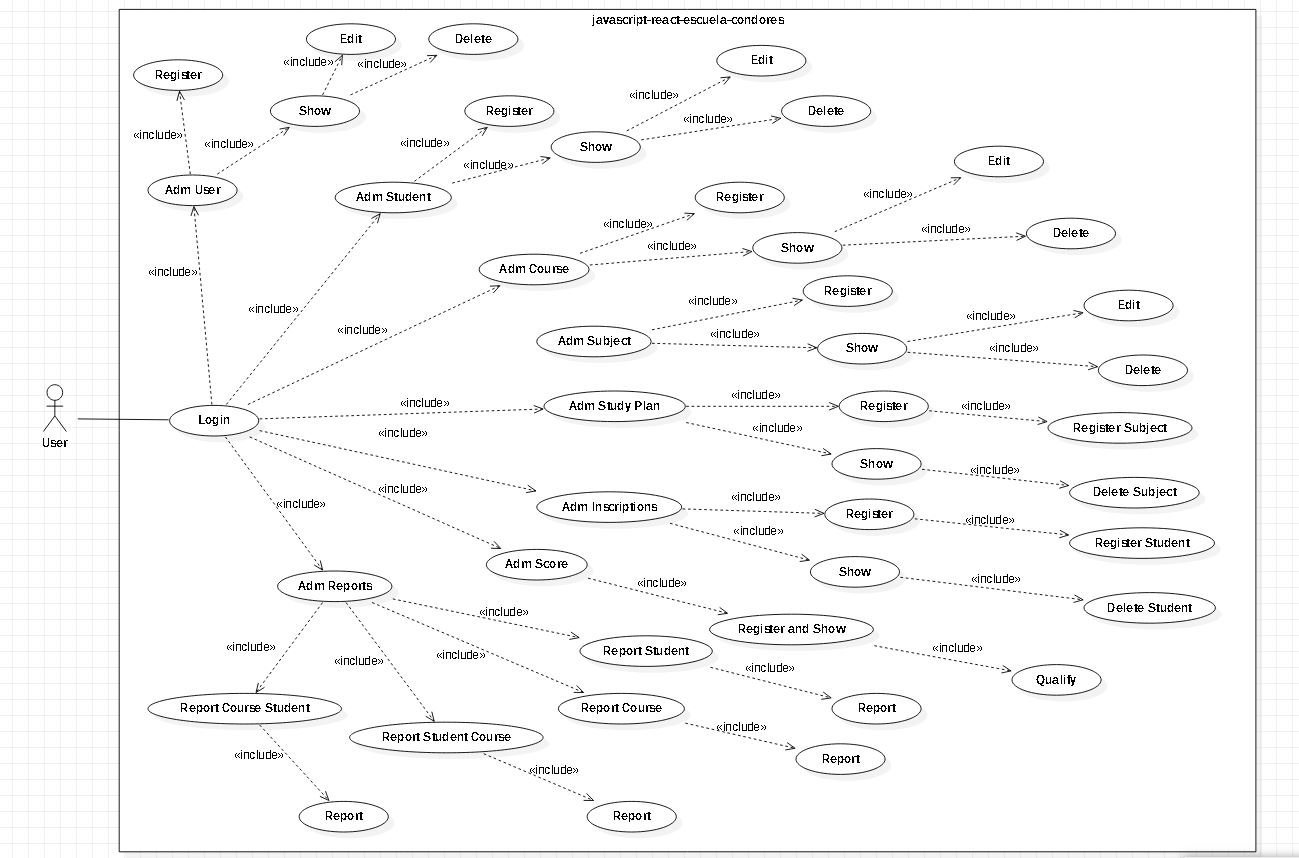 javascript-react-escuela-condores
Edit
Delete
«include»
«include»
Register
Show
«include»
«include»
Adm User
«include»
Register
Edit
«include»
Delete
«include»
Show
«include»
«include»
Adm Student
«include»
Register
Edit
«include»
«include»
Show
«include»
Delete
«include»
Adm Course
«include»
Register
«include»
Adm Subject
«include»
Show
Edit
«include»
«include»
Delete
User
Login
«include»
Adm Study Plan
«include»
Register
«include»
Register Subject
«include»
Show
«include»
Delete Subject
«include»
Adm Inscriptions
«include»
Register
«include»
Register Student
«include»
Show
«include»
Delete Student
«include»
Adm Score
«include»
Register and Show
«include»
Qualify
«include»
Adm Reports
«include»
Report Student
«include»
Report
«include»
Report Course
«include»
Report
«include»
Report Course Student
«include»
Report
«include»
Report Student Course
«include»
Report